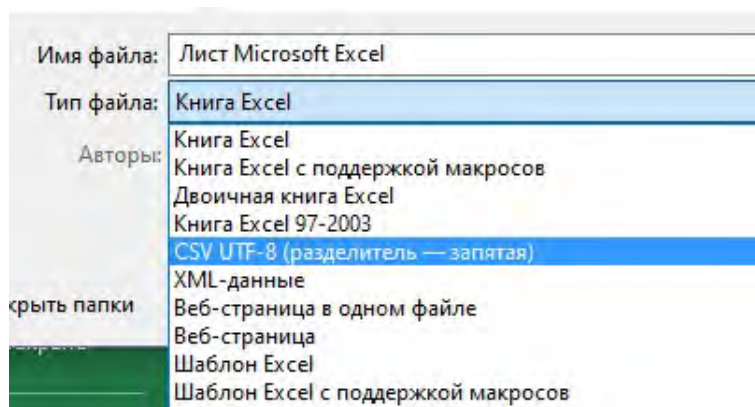 Имя файла: Лист Microsoft Excel
Тип файла: Книга Excel
Авторы:
Книга Excel
Книга Excel с поддержкой макросов
Двоичная книга Excel
Книга Excel 97-2003
CSV UTF-8 (разделитель — запятая)
XML-данные
крыть папки
Веб-страница в одном файле
Веб-страница
Шаблон Excel
Шаблон Excel с поддержкой макросов